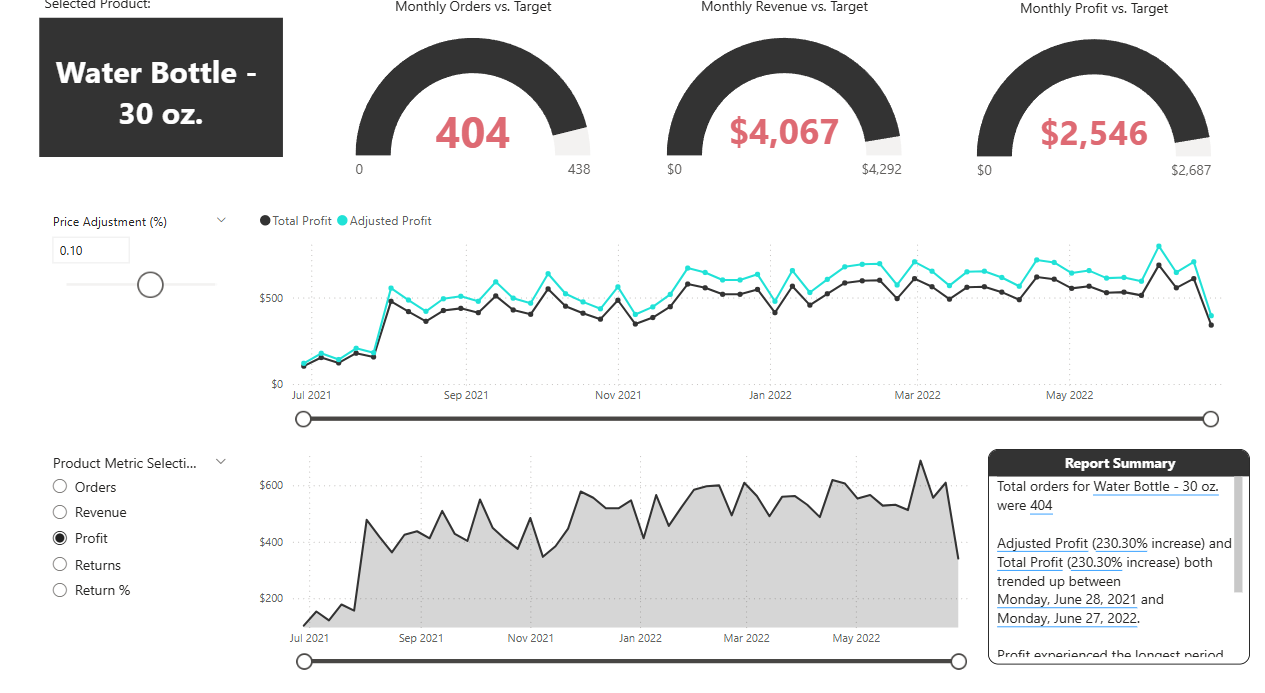 Selected Product:
Monthly Orders vs. Target
Monthly Revenue vs. Target
Monthly Profit vs. Target
Water Bottle -
30 oz.
404
0
438
$4,067
$0
$4,292
$2,546
$0
$2,687
Price Adjustment (%)
0.10
Total Profit
Adjusted Profit
$500
$0
Jul 2021
Sep 2021
Nov 2021
Jan 2022
Mar 2022
May 2022
Product Metric Selecti...
Orders
Revenue
Profit
Returns
Return %
$600
$400
$200
Jul 2021
Sep 2021
Nov 2021
Jan 2022
Mar 2022
May 2022
Report Summary
Total orders for Water Bottle - 30 oz.
were 404
Adjusted Profit (230.30% increase) and
Total Profit (230.30% increase) both
trended up between
Monday, June 28, 2021 and
Monday, June 27, 2022.
Profit experienced the longest period